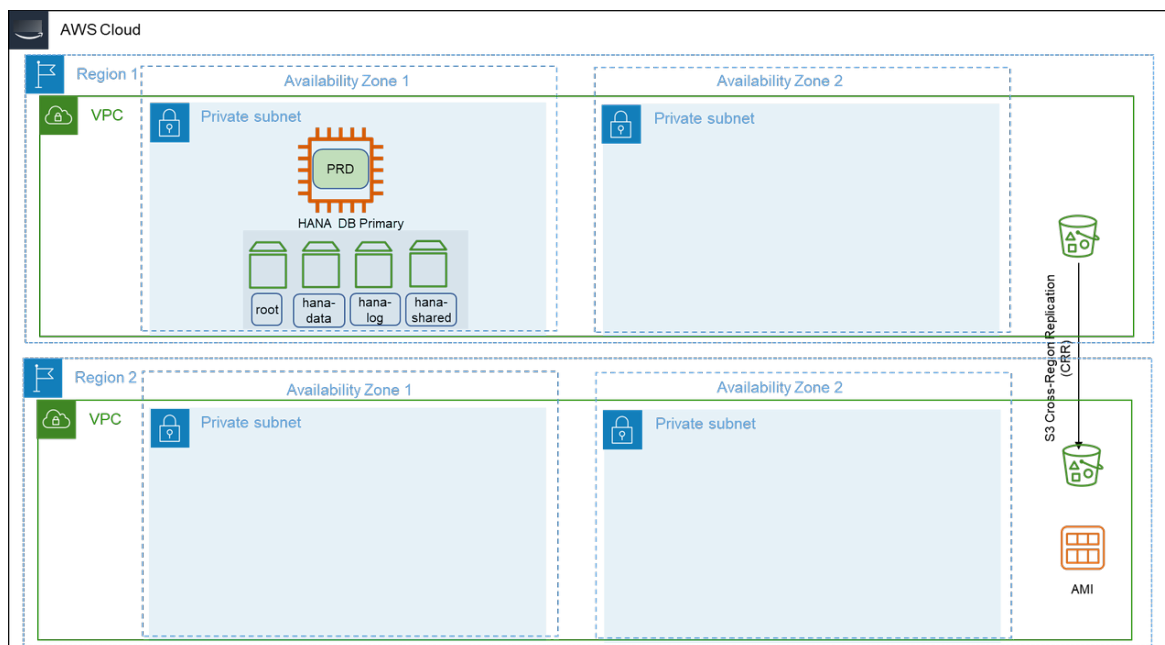 AWS Cloud
Region 1
Availability Zone 1
Availability Zone 2
VPC
Private subnet
Private subnet
PRD
HANA DB Primary
root
hana-
data
hana-
log
hana-
shared
S3 Cross-Region Replication
(CRR)
Region 2
Availability Zone 1
Availability Zone 2
VPC
Private subnet
Private subnet
AMI